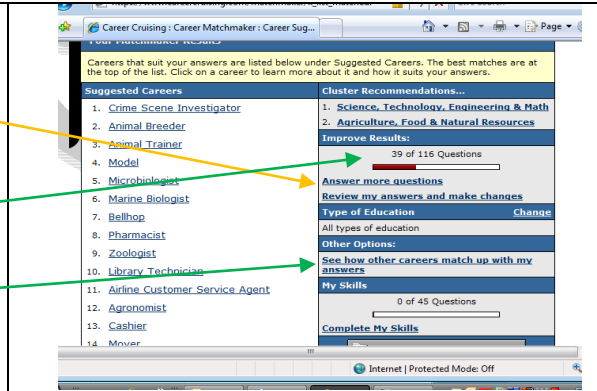 Career Cruising : Career Matchmaker : Career Sug...
Page
Your Matchmaker Results
Careers that suit your answers are listed below under Suggested Careers. The best matches are at
the top of the list. Click on a career to learn more about it and how it suits your answers.
Suggested Careers
1. Crime Scene Investigator
2. Animal Breeder
3. Animal Trainer
4. Model
5. Microbiologist
6. Marine Biologist
7. Bellhop
8. Pharmacist
9. Zoologist
10. Library Technician
11. Airline Customer Service Agent
12. Agronomist
13. Cashier
14. Mover
Cluster Recommendations...
1. Science, Technology, Engineering & Math
2. Agriculture, Food & Natural Resources
Improve Results:
39 of 116 Questions
Answer more questions
Review my answers and make changes
Type of Education Change
All types of education
Other Options:
See how other careers match up with my
answers
My Skills
0 of 45 Questions
Complete My Skills
Internet | Protected Mode: Off